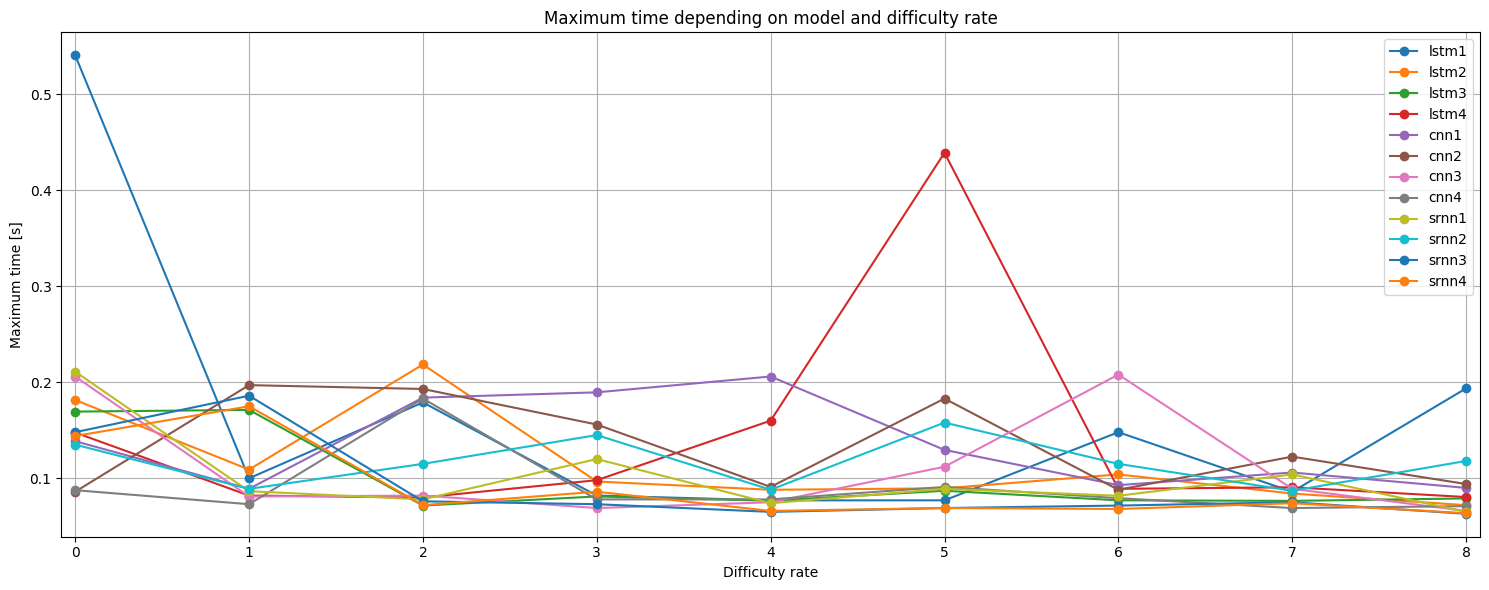 Maximum time depending on model and difficulty rate
Maximum time [s]
0.5
0.4
0.3
0.2
0.1
0 1 2 3 4 5 6 7 8
Difficulty rate
lstm1
lstm2
lstm3
lstm4
cnn1
cnn2
cnn3
cnn4
srnn1
srnn2
srnn3
srnn4